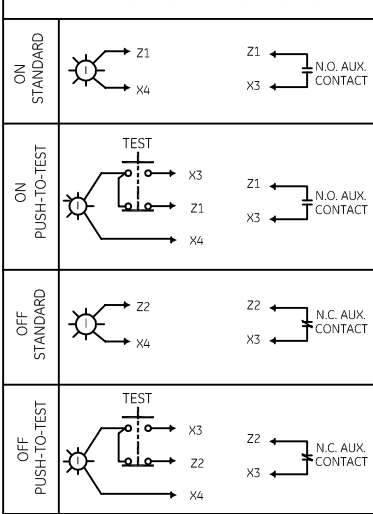 ON
STANDARD
Z1
X4
Z1
X3
N.O. AUX.
CONTACT
ON
PUSH-TO-TEST
TEST
X3
Z1
X4
Z1
X3
N.O. AUX.
CONTACT
OFF
STANDARD
Z2
X4
Z2
X3
N.C. AUX.
CONTACT
OFF
PUSH-TO-TEST
TEST
X3
Z2
X4
Z2
X3
N.C. AUX.
CONTACT